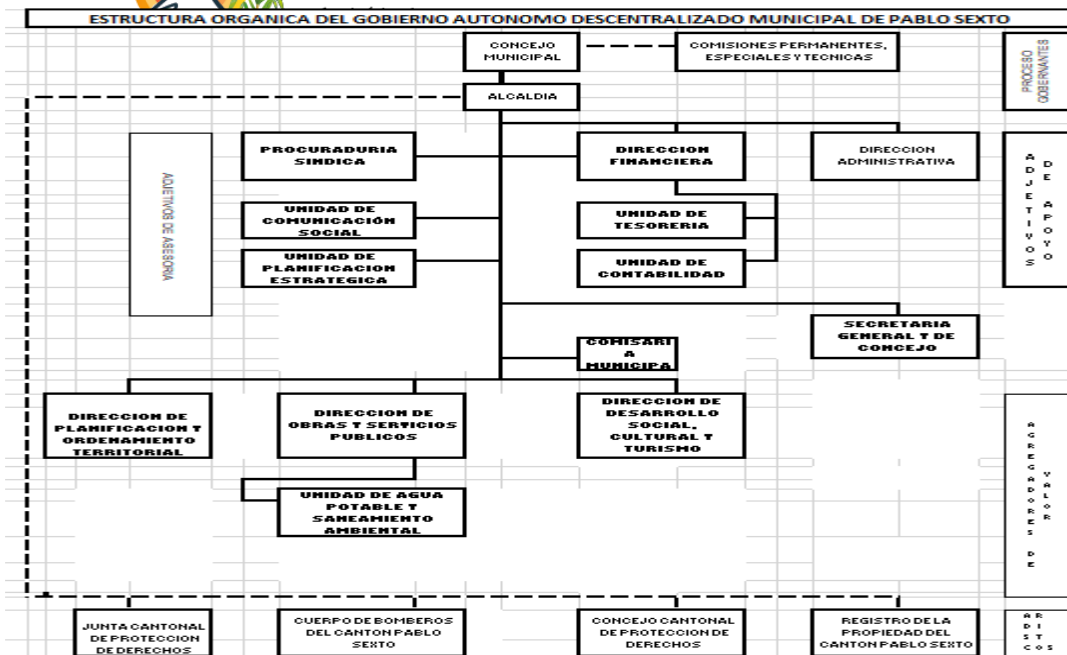 ESTRUCTURA ORGANICA DEL GOBIERNO AUTONOMO DESCENTRALIZADO MUNICIPAL DE PABLO SEXTO
CONCEJO
MUNICIPAL
COMISIONES PERMANENTES,
ESPECIALES Y TECNICAS
PROCESO
GOBERNANTES
ALCALDIA
ADJETIVOS DE ASESORIA
PROCURADURIA
SINDICA
DIRECCION
FINANCIERA
DIRECCION
ADMINISTRATIVA
ADJETIVOS
DE APOYO
UNIDAD DE
COMUNICACIÓN
SOCIAL
UNIDAD DE
TESORERIA
UNIDAD DE
PLANIFICACION
ESTRATEGICA
UNIDAD DE
CONTABILIDAD
SECRETARIA
GENERAL Y DE
CONCEJO
COMISARI
A
MUNICIPA
DIRECCION DE
PLANIFICACION Y
ORDENAMIENTO
TERRITORIAL
DIRECCION DE
OBRAS Y SERVICIOS
PUBLICOS
DIRECCION DE
DESARROLLO
SOCIAL,
CULTURAL Y
TURISMO
AGREGADORES DE
VALOR
UNIDAD DE AGUA
POTABLE Y
SANEAMIENTO
AMBIENTAL
JUNTA CANTONAL
DE PROTECCION
DE DERECHOS
CUERPO DE BOMBEROS
DEL CANTON PABLO
SEXTO
CONCEJO CANTONAL
DE PROTECCION DE
DERECHOS
REGISTRO DE LA
PROPIEDAD DEL
CANTON PABLO SEXTO